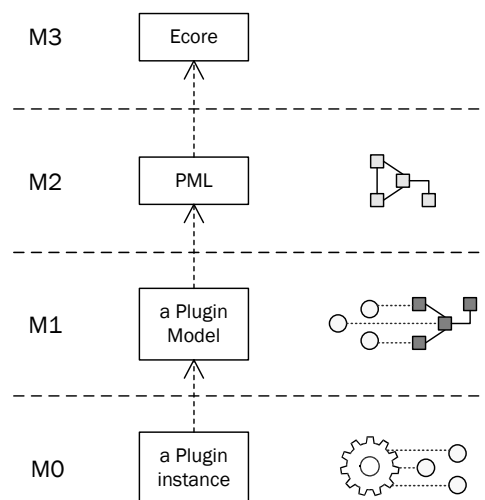 M3
Ecore
M2
PML
M1
a Plugin
Model
M0
a Plugin
instance